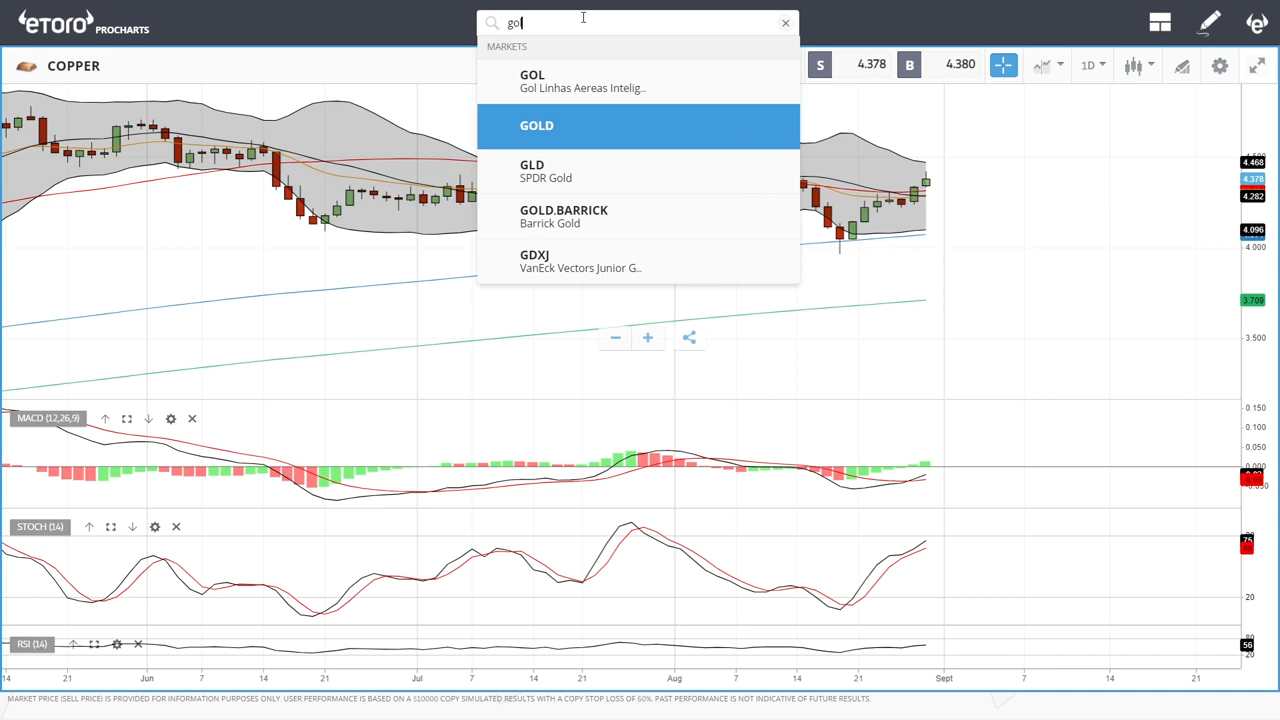 eToro PROCHARTS
gol
MARKETS
GOL
Gol Linhas Aereas Intelig...
GOLD
GLD
SPDR Gold
GOLD.BARRICK
Barrick Gold
GDXJ
VanEck Vectors Junior G...
COPPER
S 4.378 B 4.380
1D
4.468
4.378
4.282
4.096
4.000
3.709
3.500
MACD (12,26,9)
0.150
0.100
0.050
0.000
STOCH (14)
75
20
RSI (14)
56
14 21 Jun 7 14 21 Jul 7 14 21 Aug 7 14 21 Sept 7 14 21
MARKET PRICE (SELL PRICE) IS PROVIDED FOR INFORMATION PURPOSES ONLY. USER PERFORMANCE IS BASED ON A $10000 COPY SIMULATED RESULTS WITH A COPY STOP LOSS OF 60%. PAST PERFORMANCE IS NOT INDICATIVE OF FUTURE RESULTS.